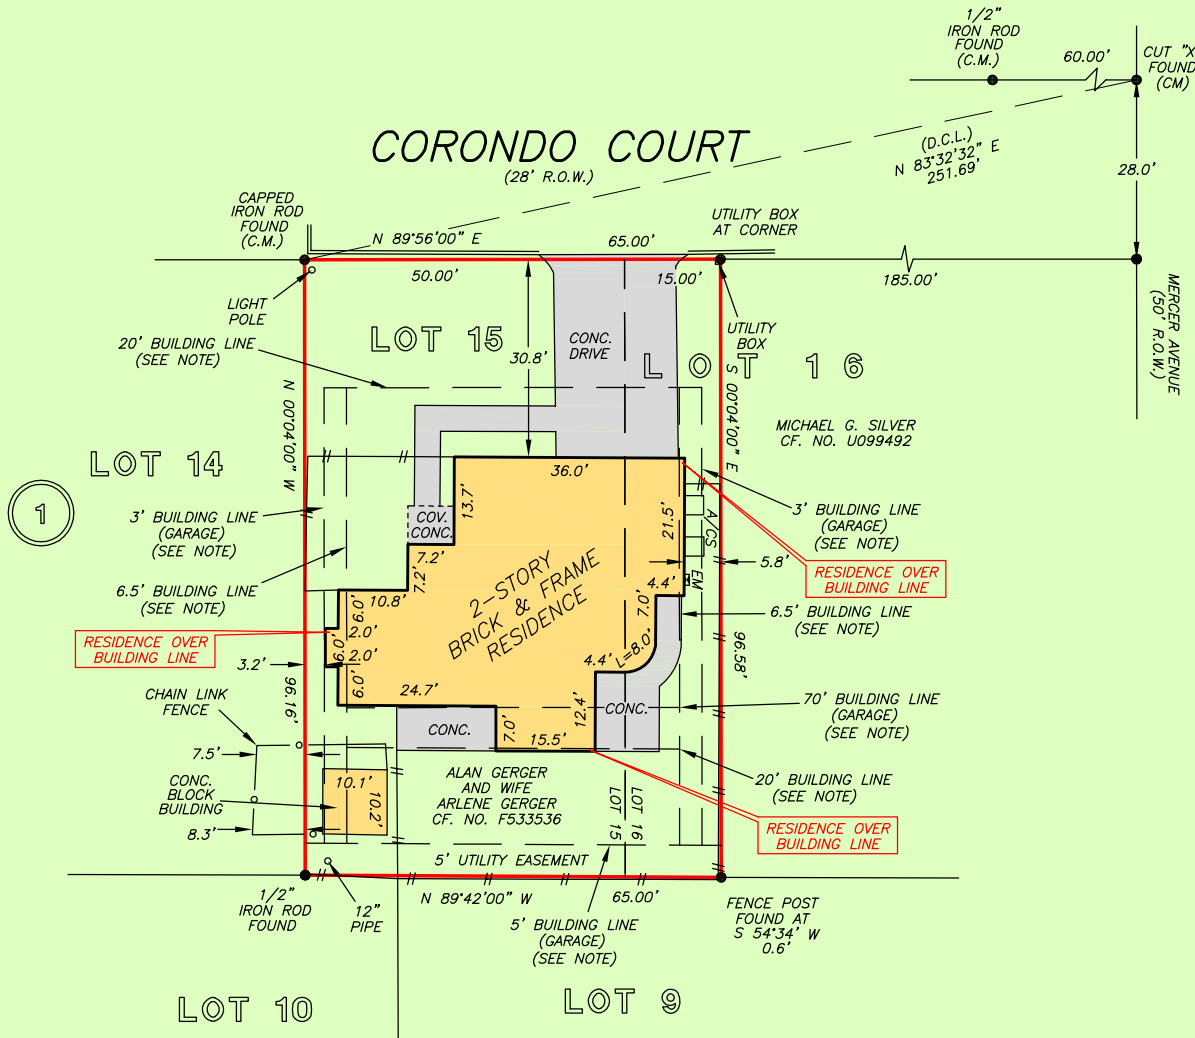 1/2"
IRON ROD
FOUND
(C.M.)
60.00'
CUT "X
FOUND
(CM)
CORONDO COURT
(28' R.O.W.)
(D.C.L.)
N 83°32'32" E
251.69'
28.0'
CAPPED
IRON ROD
FOUND
(C.M.)
N 89°56'00" E
65.00'
UTILITY BOX
AT CORNER
50.00'
15.00'
185.00'
MERCER AVENUE
(50' R.O.W.)
LIGHT
POLE
LOT 15
CONC.
DRIVE
UTILITY
BOX
20' BUILDING LINE
(SEE NOTE)
30.8'
LOT 16
N 00°04'00" W
S 00°04'00" E
MICHAEL G. SILVER
CF. NO. U099492
LOT 14
36.0'
1
3' BUILDING LINE
(GARAGE)
(SEE NOTE)
COV.
CONC.
13.7'
21.5'
A/CS
3' BUILDING LINE
(GARAGE)
(SEE NOTE)
7.2'
7.2'
5.8'
RESIDENCE OVER
BUILDING LINE
6.5' BUILDING LINE
(SEE NOTE)
10.8'
2-STORY
BRICK & FRAME
RESIDENCE
4.4'
EM
6.0'
2.0'
7.0'
6.5' BUILDING LINE
(SEE NOTE)
RESIDENCE OVER
BUILDING LINE
6.0'
2.0'
L=8.0'
4.4'
96.58'
3.2'
6.0'
24.7'
CHAIN LINK
FENCE
96.16'
12.4'
CONC.
70' BUILDING LINE
(GARAGE)
(SEE NOTE)
CONC.
7.0'
15.5'
7.5'
CONC.
BLOCK
BUILDING
10.1'
10.2'
ALAN GERGER
AND WIFE
ARLENE GERGER
CF. NO. F533536
LOT 15
LOT 16
20' BUILDING LINE
(SEE NOTE)
8.3'
RESIDENCE OVER
BUILDING LINE
5' UTILITY EASEMENT
1/2"
IRON ROD
FOUND
12"
PIPE
N 89°42'00" W
65.00'
FENCE POST
FOUND AT
S 54°34' W
0.6'
5' BUILDING LINE
(GARAGE)
(SEE NOTE)
LOT 10
LOT 9